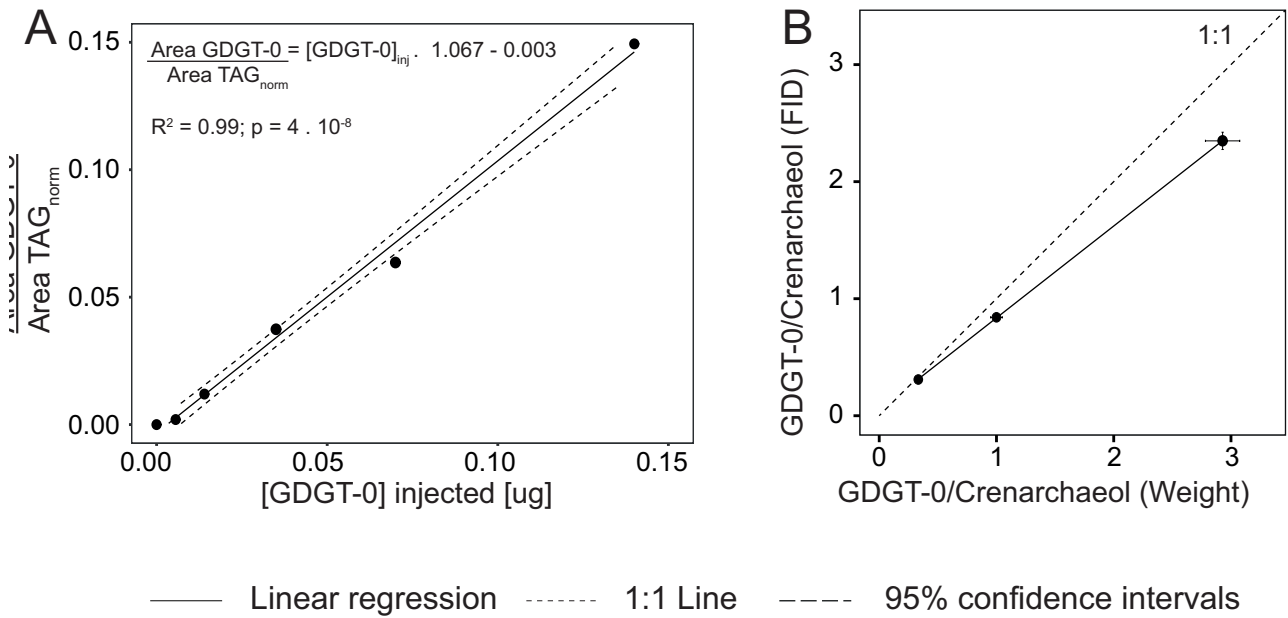 A
Area GDGT-0 = [GDGT-0]inj . 1.067 - 0.003
Area TAGnorm
R2 = 0.99; p = 4 . 10-8
0.15
0.10
0.05
0.00
Area TAGnorm
0.00 0.05 0.10 0.15
[GDGT-0] injected [ug]
B
1:1
3
2
1
0
GDGT-0/Crenarchaeol (FID)
0 1 2 3
GDGT-0/Crenarchaeol (Weight)
Linear regression 1:1 Line 95% confidence intervals